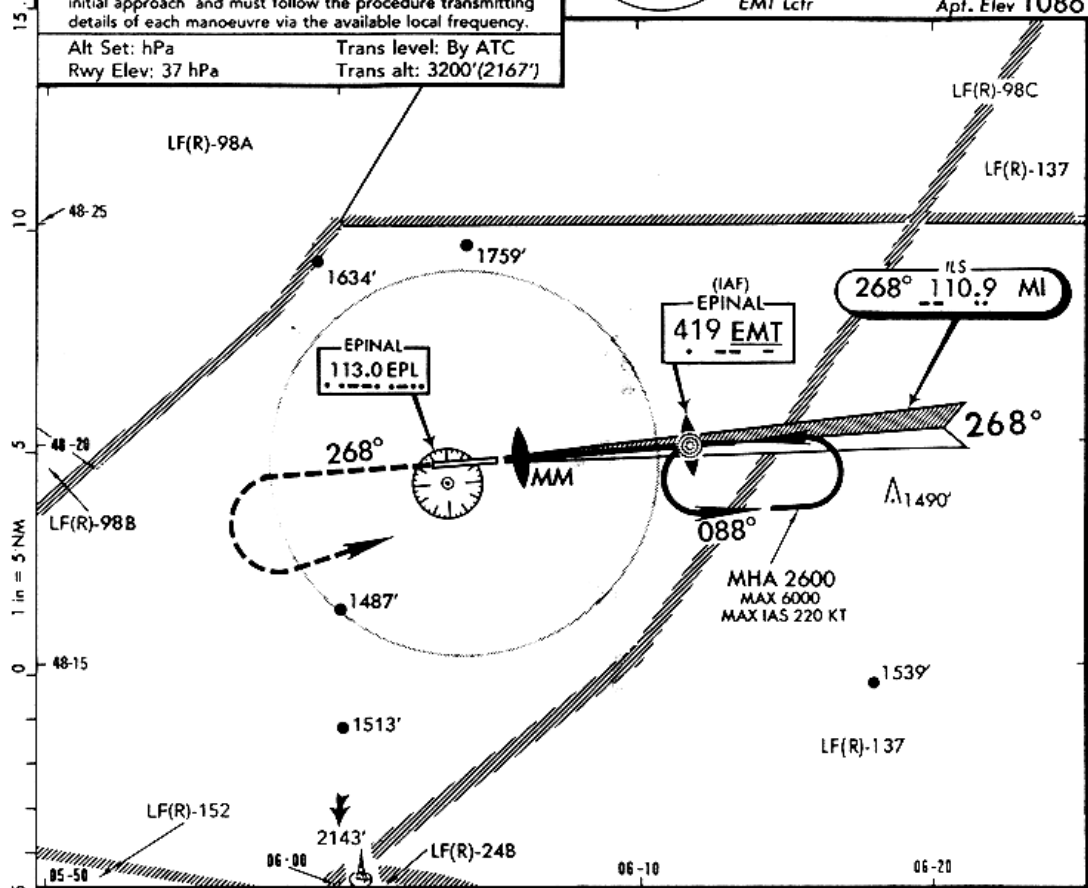 initial approach and must follow the procedure transmitting
details of each manoeuvre via the available local frequency.
Alt Set: hPa Trans level: By ATC
Rwy Elev: 37 hPa Trans alt: 3200'(2167')
EMT Lctr
Apt. Elev 1086'
15
LF(R)-98C
LF(R)-98A
LF(R)-137
10
48-25
1759'
1634'
ILS
268° 110.9 MI
(IAF)
EPINAL
419 EMT
EPINAL
113.0 EPL
5
48-20
268°
268°
MM
1490'
LF(R)-98B
088°
MHA 2600
MAX 6000
MAX IAS 220 KT
1 in = 5 NM
1487'
0
48-15
1539'
1513'
LF(R)-137
LF(R)-152
2143'
LF(R)-24B
05-50
06-00
06-10
06-20